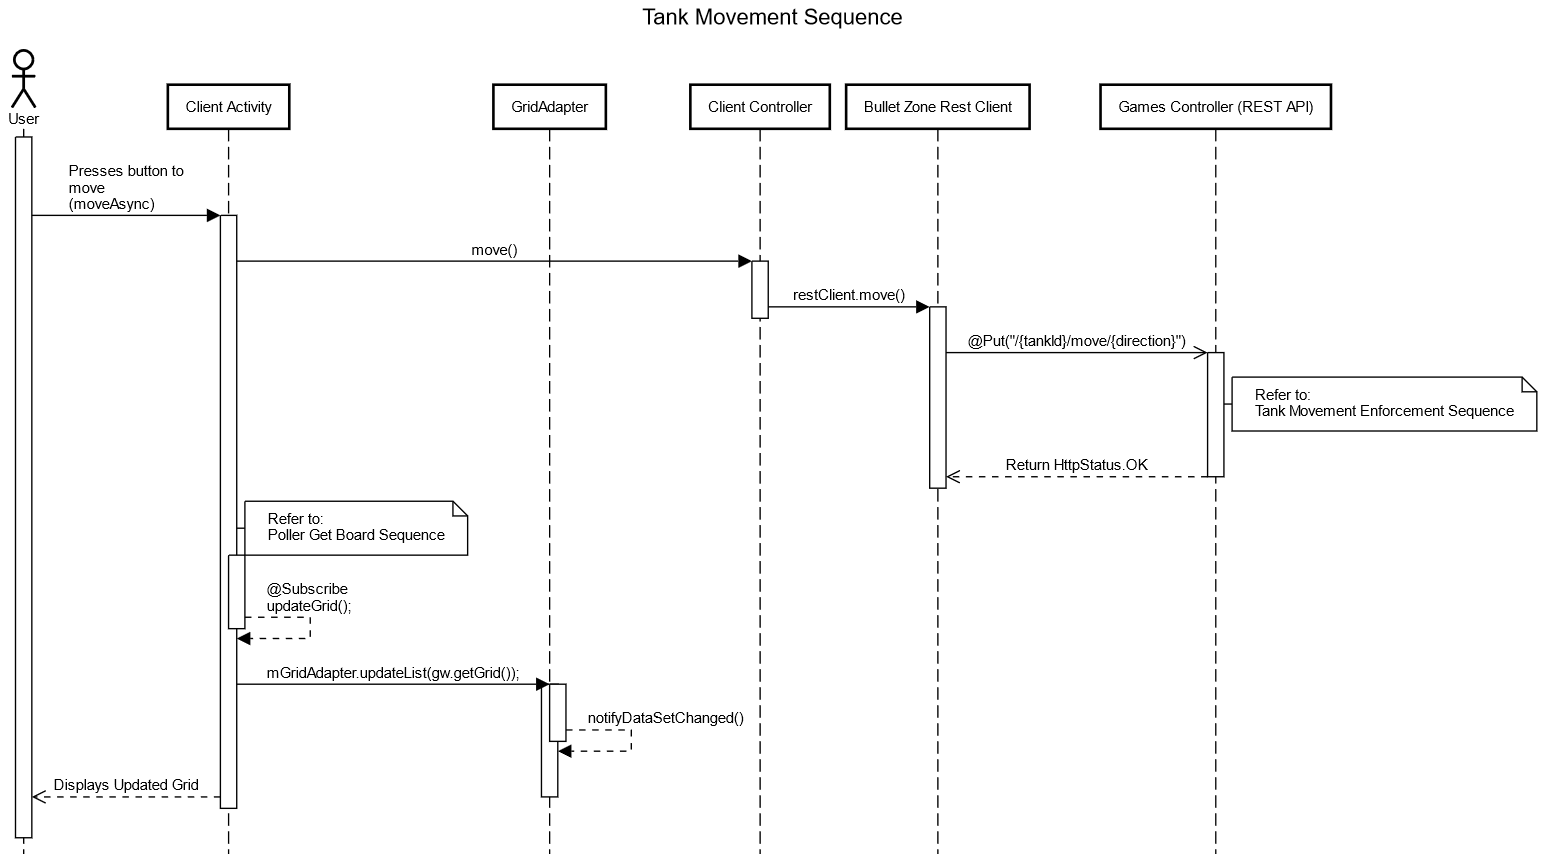 Tank Movement Sequence
User
Client Activity
GridAdapter
Client Controller
Bullet Zone Rest Client
Games Controller (REST API)
Presses button to
move
(moveAsync)
move()
restClient.move()
@Put("/{tankId}/move/{direction}")
Refer to:
Tank Movement Enforcement Sequence
Return HttpStatus.OK
Refer to:
Poller Get Board Sequence
@Subscribe
updateGrid();
mGridAdapter.updateList(gw.getGrid());
notifyDataSetChanged()
Displays Updated Grid